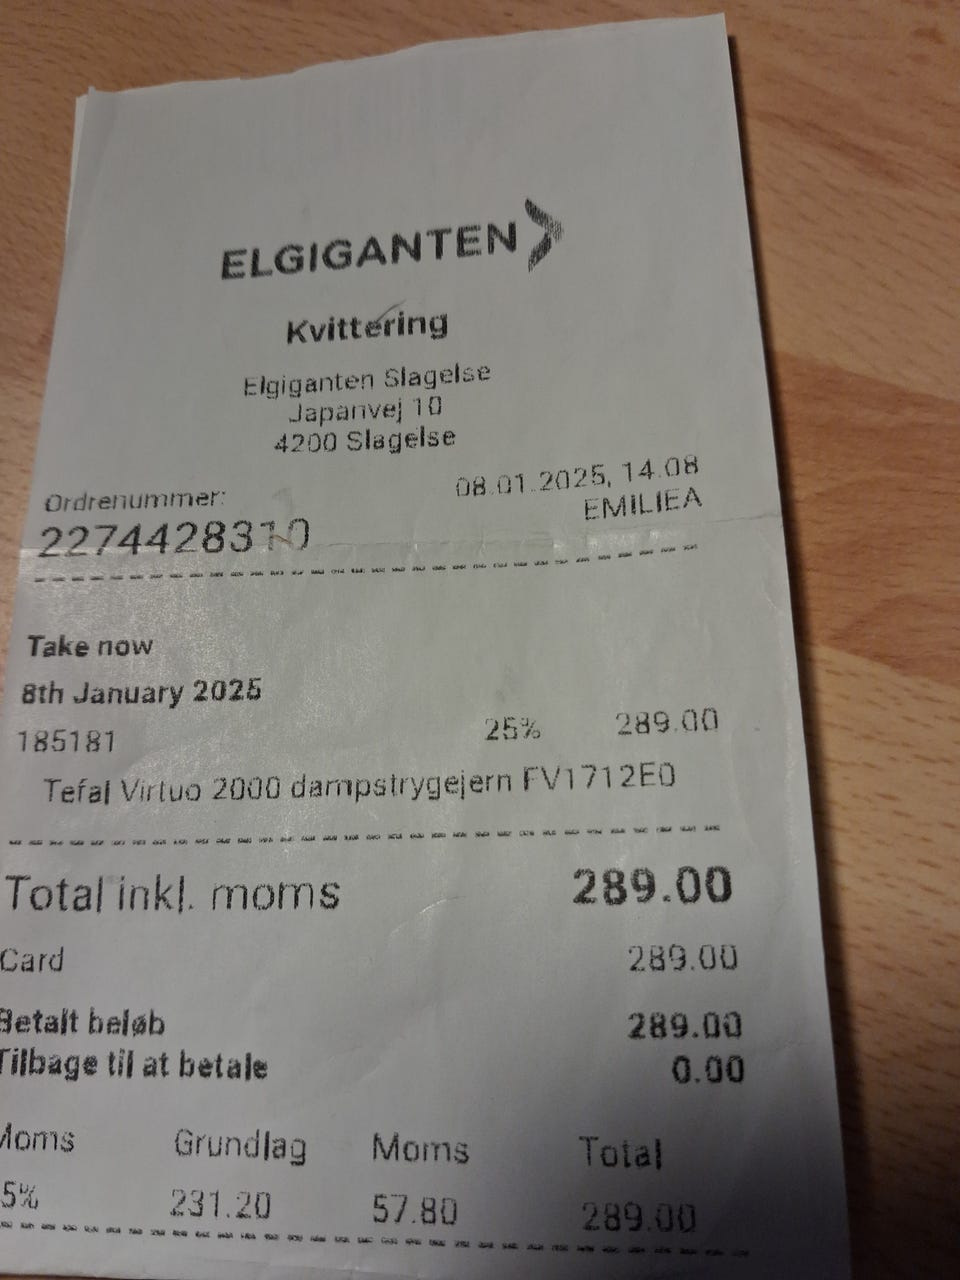 ELGIGANTEN
Kvittering
Elgiganten Slagelse
Japanvej 10
4200 Slagelse
08.01.2025, 14.08
Ordrenummer: EMILIEA
2274428310
Take now
8th January 2025
185181 25% 289.00
Tefal Virtuo 2000 dampstrygejern FV1712E0
Total inkl. moms 289.00
Card 289.00
Betalt beløb 289.00
Tilbage til at betale 0.00
Moms Grundlag Moms Total
5% 231.20 57.80 289.00